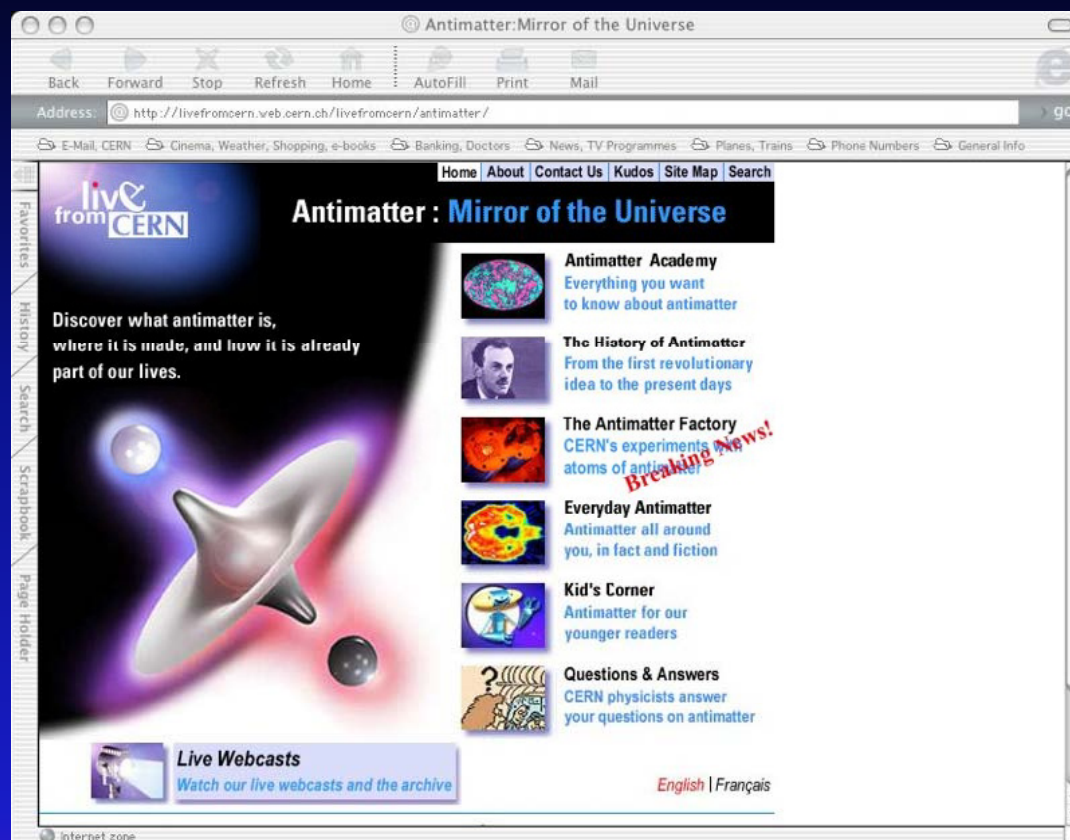 Antimatter:Mirror of the Universe
Back Forward Stop Refresh Home AutoFill Print Mail
Address: @ http://livefromcern.web.cern.ch/livefromcern/antimatter/ go
E-Mail, CERN Cinema, Weather, Shopping, e-books Banking, Doctors News, TV Programmes Planes, Trains Phone Numbers General Info
Favorites
History
Search
Scrapbook
Page Holder
Home About Contact Us Kudos Site Map Search
live
from CERN
Antimatter : Mirror of the Universe
Discover what antimatter is,
where it is made, and how it is already
part of our lives.
Antimatter Academy
Everything you want
to know about antimatter
The History of Antimatter
From the first revolutionary
idea to the present days
The Antimatter Factory
CERN's experiments with
atoms of antimatter
Breaking News!
Everyday Antimatter
Antimatter all around
you, in fact and fiction
Kid's Corner
Antimatter for our
younger readers
?
Questions & Answers
CERN physicists answer
your questions on antimatter
Live Webcasts
Watch our live webcasts and the archive
English | Français
Internet zone